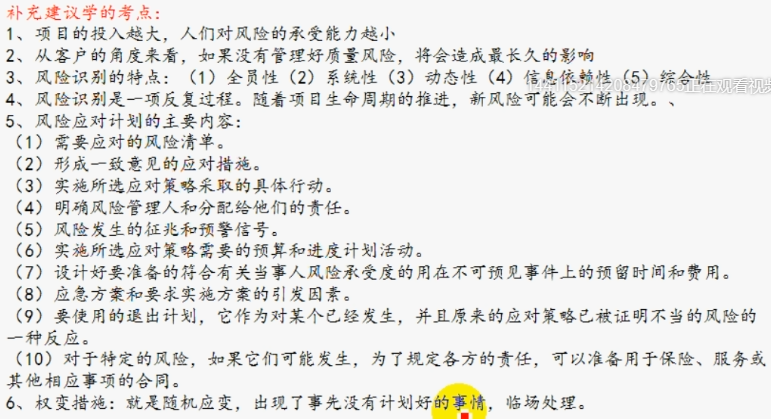 补充建议学的考点：
1、项目的投入越大，人们对风险的承受能力越小
2、从客户的角度来看，如果没有管理好质量风险，将会造成最长久的影响
3、风险识别的特点：（1）全员性（2）系统性（3）动态性（4）信息依赖性（5）综合性
正在观看视频
4、风险识别是一项反复过程。随着项目生命周期的推进，新风险可能会不断出现。、
5、风险应对计划的主要内容：
（1）需要应对的风险清单。
（2）形成一致意见的应对措施。
（3）实施所选应对策略采取的具体行动。
（4）明确风险管理人和分配给他们的责任。
（5）风险发生的征兆和预警信号。
（6）实施所选应对策略需要的预算和进度计划活动。
（7）设计好要准备的符合有关当事人风险承受度的用在不可预见事件上的预留时间和费用。
（8）应急方案和要求实施方案的引发因素。
（9）要使用的退出计划，它作为对某个已经发生，并且原来的应对策略已被证明不当的风险的
一种反应。
（10）对于特定的风险，如果它们可能发生，为了规定各方的责任，可以准备用于保险、服务或
其他相应事项的合同。
6、权变措施：就是随机应变，出现了事先没有计划好的事情，临场处理。